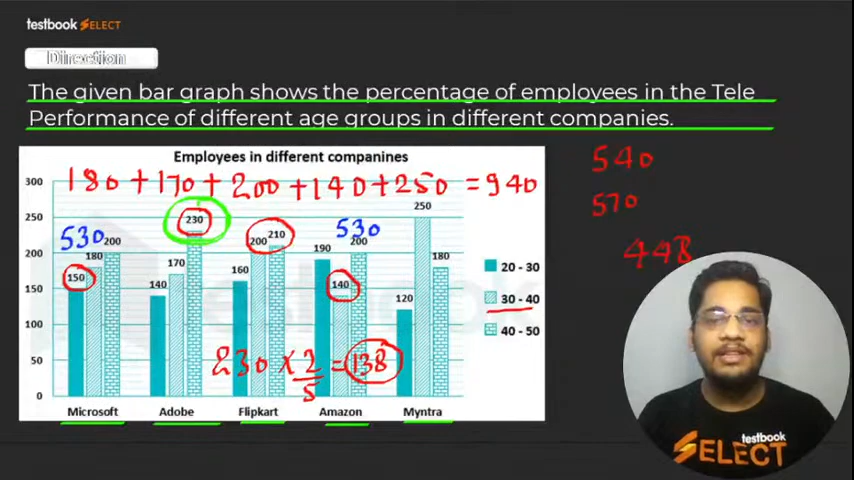 testbook SELECT
Direction
The given bar graph shows the percentage of employees in the Tele
Performance of different age groups in different companies.
Employees in different companines
180 + 170 + 200 + 140 + 250 = 940
540
570
448
300
250
200
150
100
50
0
530
150
180
200
140
170
230
160
200
210
530
190
140
200
120
250
180
230 × 3/5 = 138
20 - 30
30 - 40
40 - 50
Microsoft Adobe Flipkart Amazon Myntra
testbook
SELECT